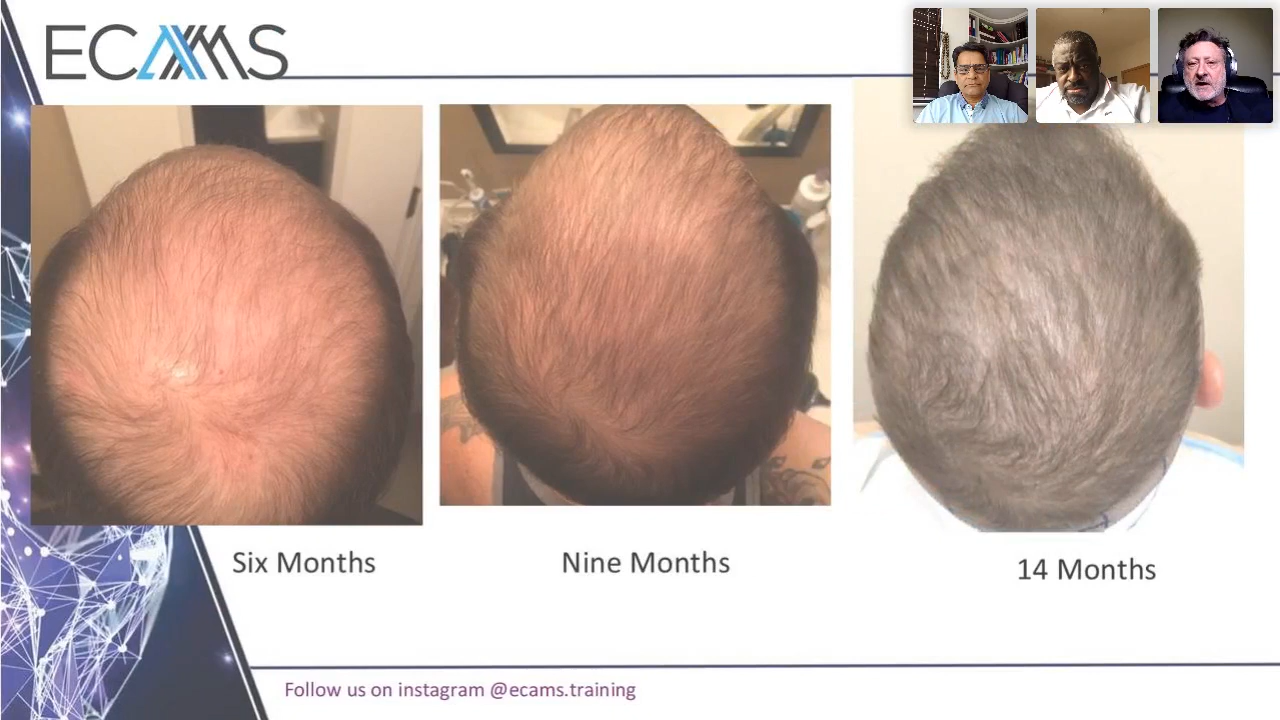 ECAMS
Six Months
Nine Months
14 Months
Follow us on instagram @ecams.training